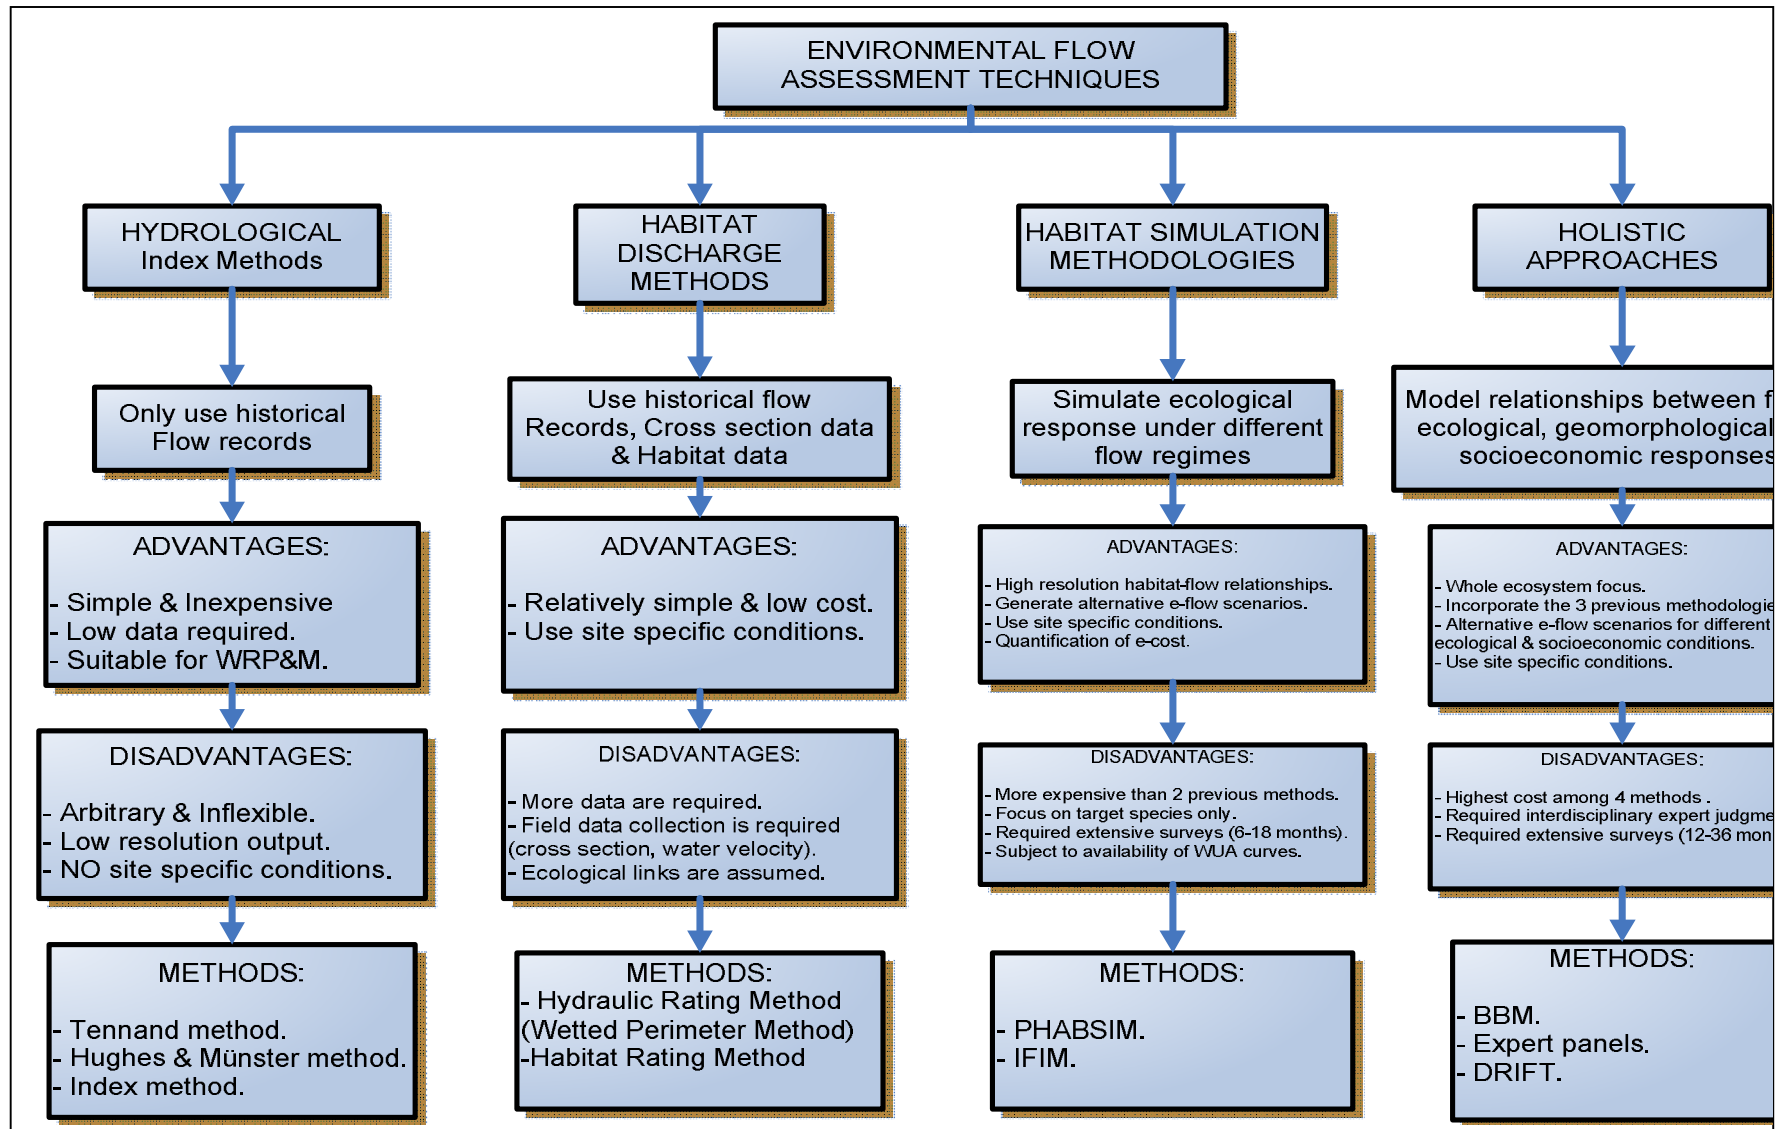 ENVIRONMENTAL FLOW
ASSESSMENT TECHNIQUES
HYDROLOGICAL
Index Methods
Only use historical
Flow records
ADVANTAGES:
- Simple & Inexpensive
- Low data required.
- Suitable for WRP&M.
DISADVANTAGES:
- Arbitrary & Inflexible.
- Low resolution output.
- NO site specific conditions.
METHODS:
- Tennand method.
- Hughes & Münster method.
- Index method.
HABITAT
DISCHARGE
METHODS
Use historical flow
Records, Cross section data
& Habitat data
ADVANTAGES:
- Relatively simple & low cost.
- Use site specific conditions.
DISADVANTAGES:
- More data are required.
- Field data collection is required
(cross section, water velocity).
- Ecological links are assumed.
METHODS:
- Hydraulic Rating Method
(Wetted Perimeter Method)
-Habitat Rating Method
HABITAT SIMULATION
METHODOLOGIES
Simulate ecological
response under different
flow regimes
ADVANTAGES:
- High resolution habitat-flow relationships.
- Generate alternative e-flow scenarios.
- Use site specific conditions.
- Quantification of e-cost.
DISADVANTAGES:
- More expensive than 2 previous methods.
- Focus on target species only.
- Required extensive surveys (6-18 months).
- Subject to availability of WUA curves.
METHODS:
- PHABSIM.
- IFIM.
HOLISTIC
APPROACHES
Model relationships between f
ecological, geomorphological
socioeconomic responses
ADVANTAGES:
- Whole ecosystem focus.
- Incorporate the 3 previous methodologie
- Alternative e-flow scenarios for different
ecological & socioeconomic conditions.
- Use site specific conditions.
DISADVANTAGES:
- Highest cost among 4 methods .
- Required interdisciplinary expert judgme
- Required extensive surveys (12-36 mon
METHODS:
- BBM.
- Expert panels.
- DRIFT.